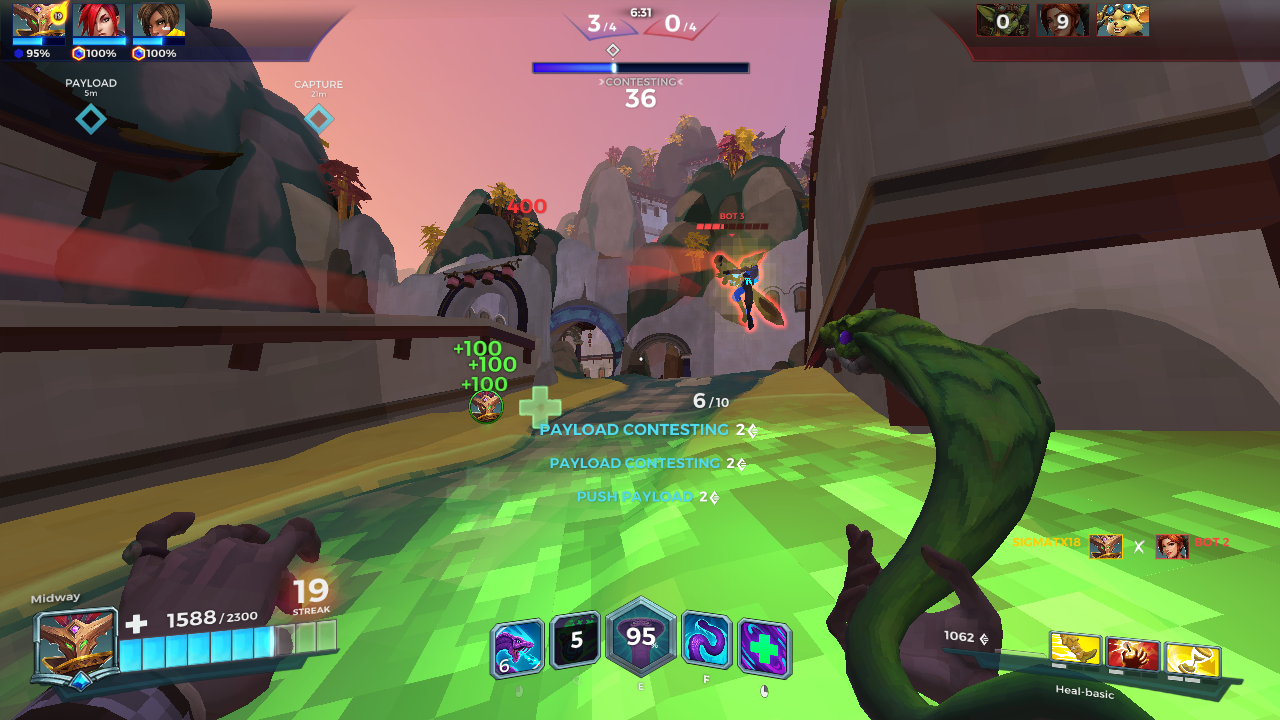 19
95%
100%
100%
3/4
6:31
0/4
0
9
PAYLOAD
5m
CAPTURE
21m
CONTESTING
36
400
BOT 3
+100
+100
+100
6/10
PAYLOAD CONTESTING 2
PAYLOAD CONTESTING 2
PUSH PAYLOAD 2
SIGMATX18 X BOT 2
Midway
1588/2300
19
STREAK
6
5
95%
E
F
1062
Heal-basic